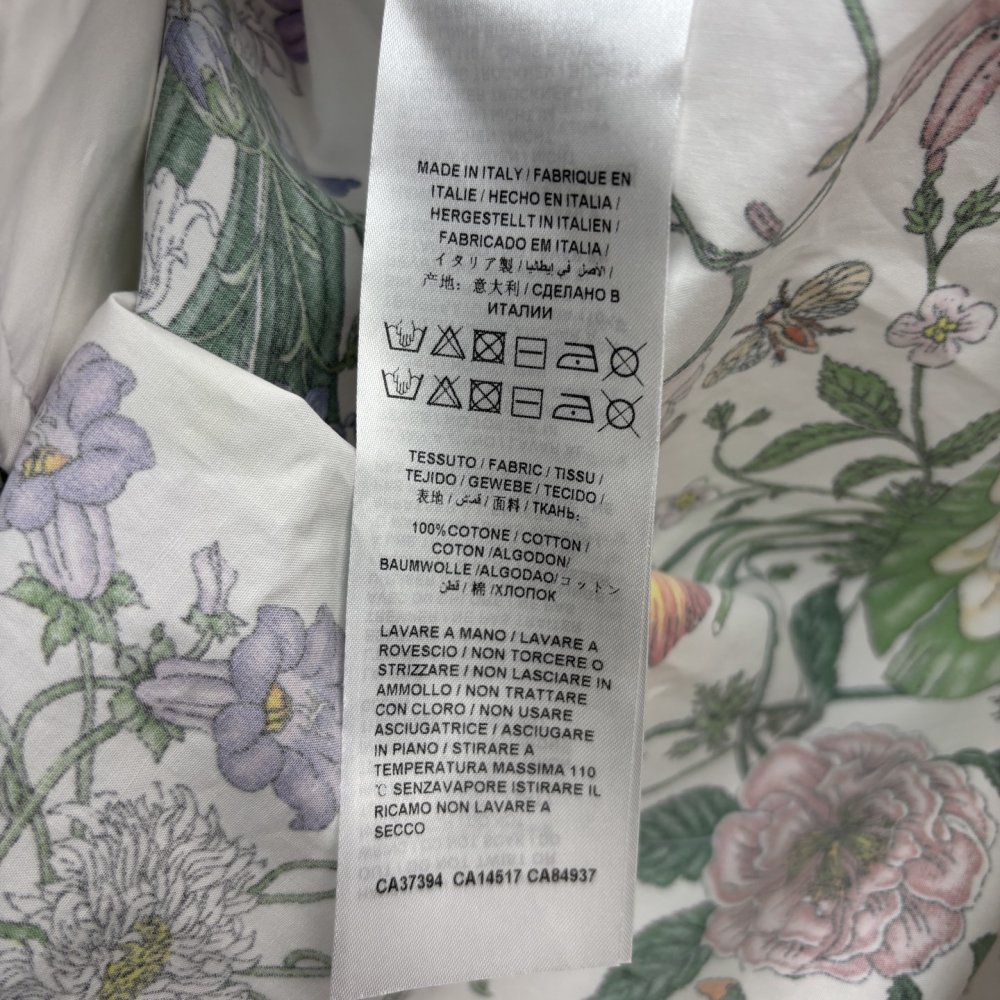 MADE IN ITALY / FABRIQUE EN
ITALIE / HECHO EN ITALIA /
HERGESTELLT IN ITALIEN /
FABRICADO EM ITALIA /
イタリア製 / الأصل في إيطاليا /
产地: 意大利 / СДЕЛАНО В
ИТАЛИИ
TESSUTO / FABRIC / TISSU /
TEJIDO / GEWEBE / TECIDO /
表地 / قماش / 面料 / ТКАНЬ:
100%COTONE / COTTON /
COTON /ALGODON/
BAUMWOLLE /ALGODAO/コットン
قطن / 棉 /ХЛОПОК
LAVARE A MANO / LAVARE A
ROVESCIO / NON TORCERE O
STRIZZARE / NON LASCIARE IN
AMMOLLO / NON TRATTARE
CON CLORO / NON USARE
ASCIUGATRICE / ASCIUGARE
IN PIANO / STIRARE A
TEMPERATURA MASSIMA 110
℃ SENZAVAPORE ISTIRARE IL
RICAMO NON LAVARE A
SECCO
CA37394 CA14517 CA84937